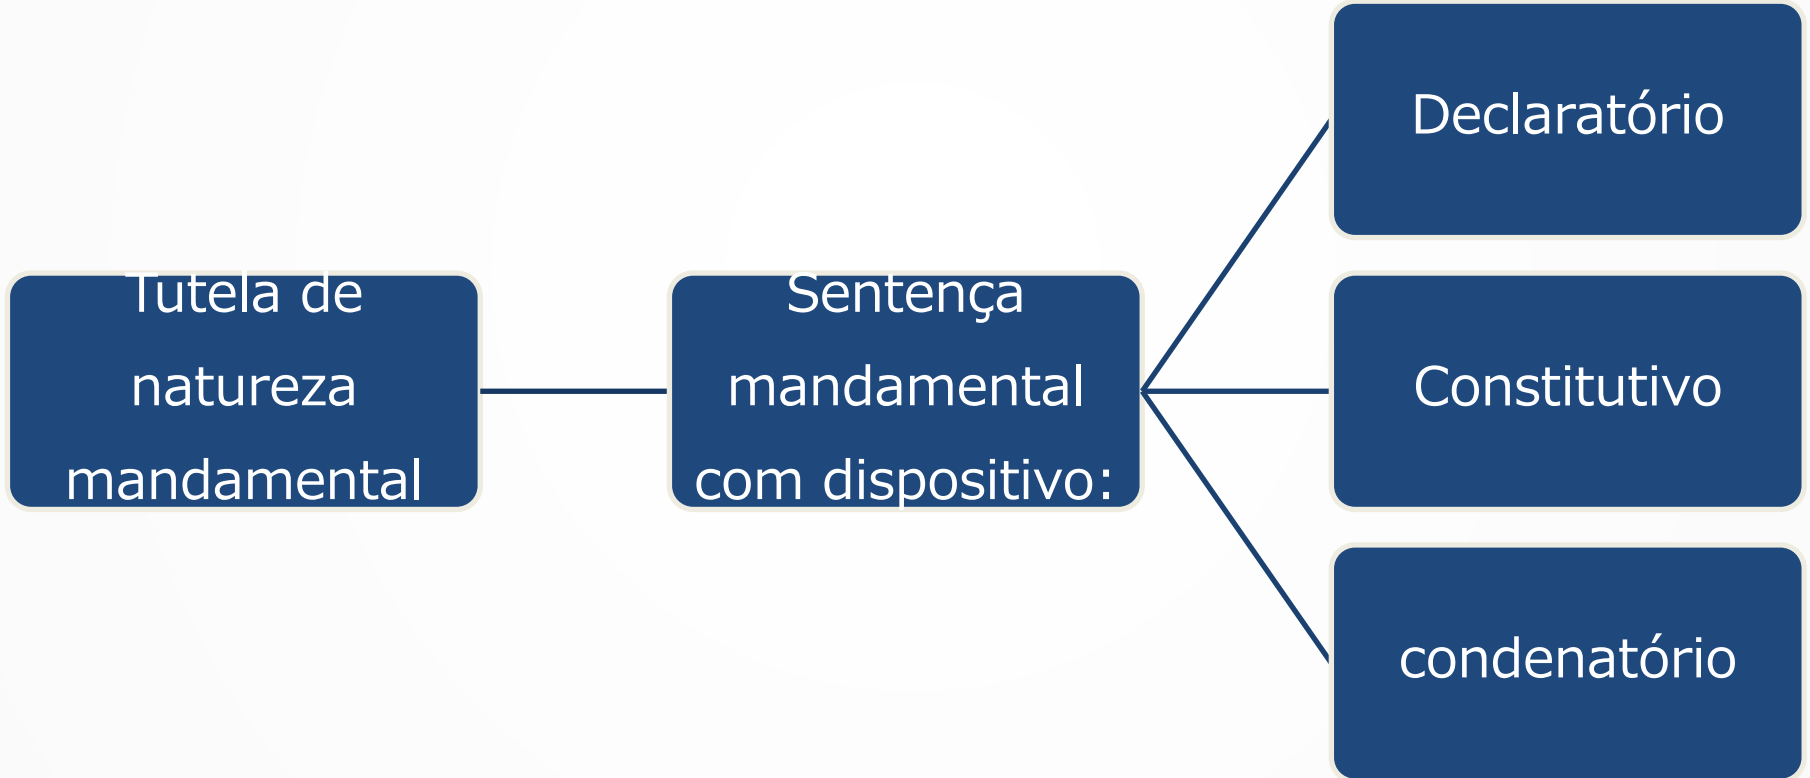 Tutela de
natureza
mandamental
Sentença
mandamental
com dispositivo:
Declaratório
Constitutivo
condenatório